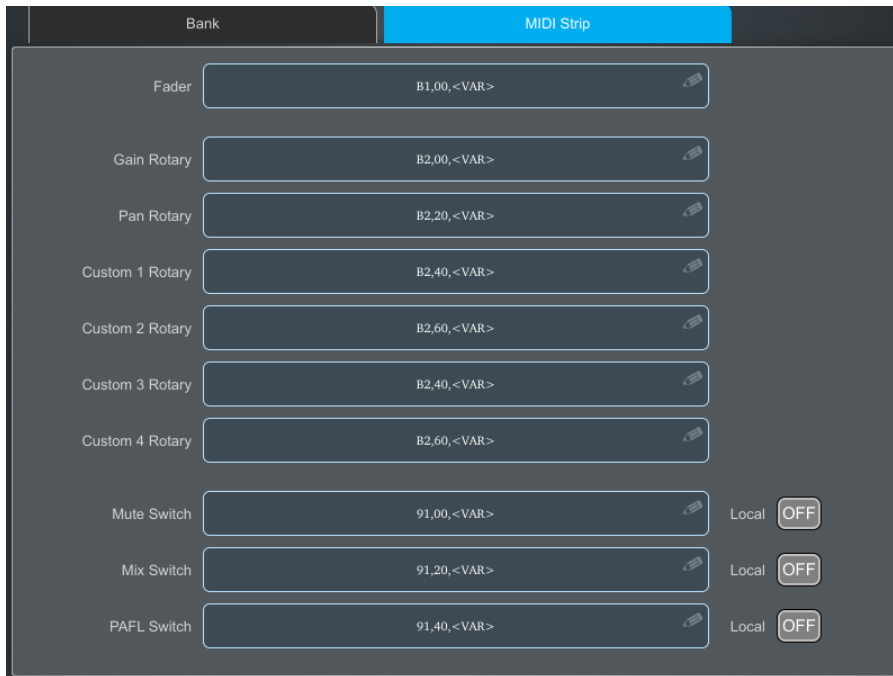 Bank MIDI Strip
Fader B1,00,<VAR>
Gain Rotary B2,00,<VAR>
Pan Rotary B2,20,<VAR>
Custom 1 Rotary B2,40,<VAR>
Custom 2 Rotary B2,60,<VAR>
Custom 3 Rotary B2,40,<VAR>
Custom 4 Rotary B2,60,<VAR>
Mute Switch 91,00,<VAR> Local OFF
Mix Switch 91,20,<VAR> Local OFF
PAFL Switch 91,40,<VAR> Local OFF